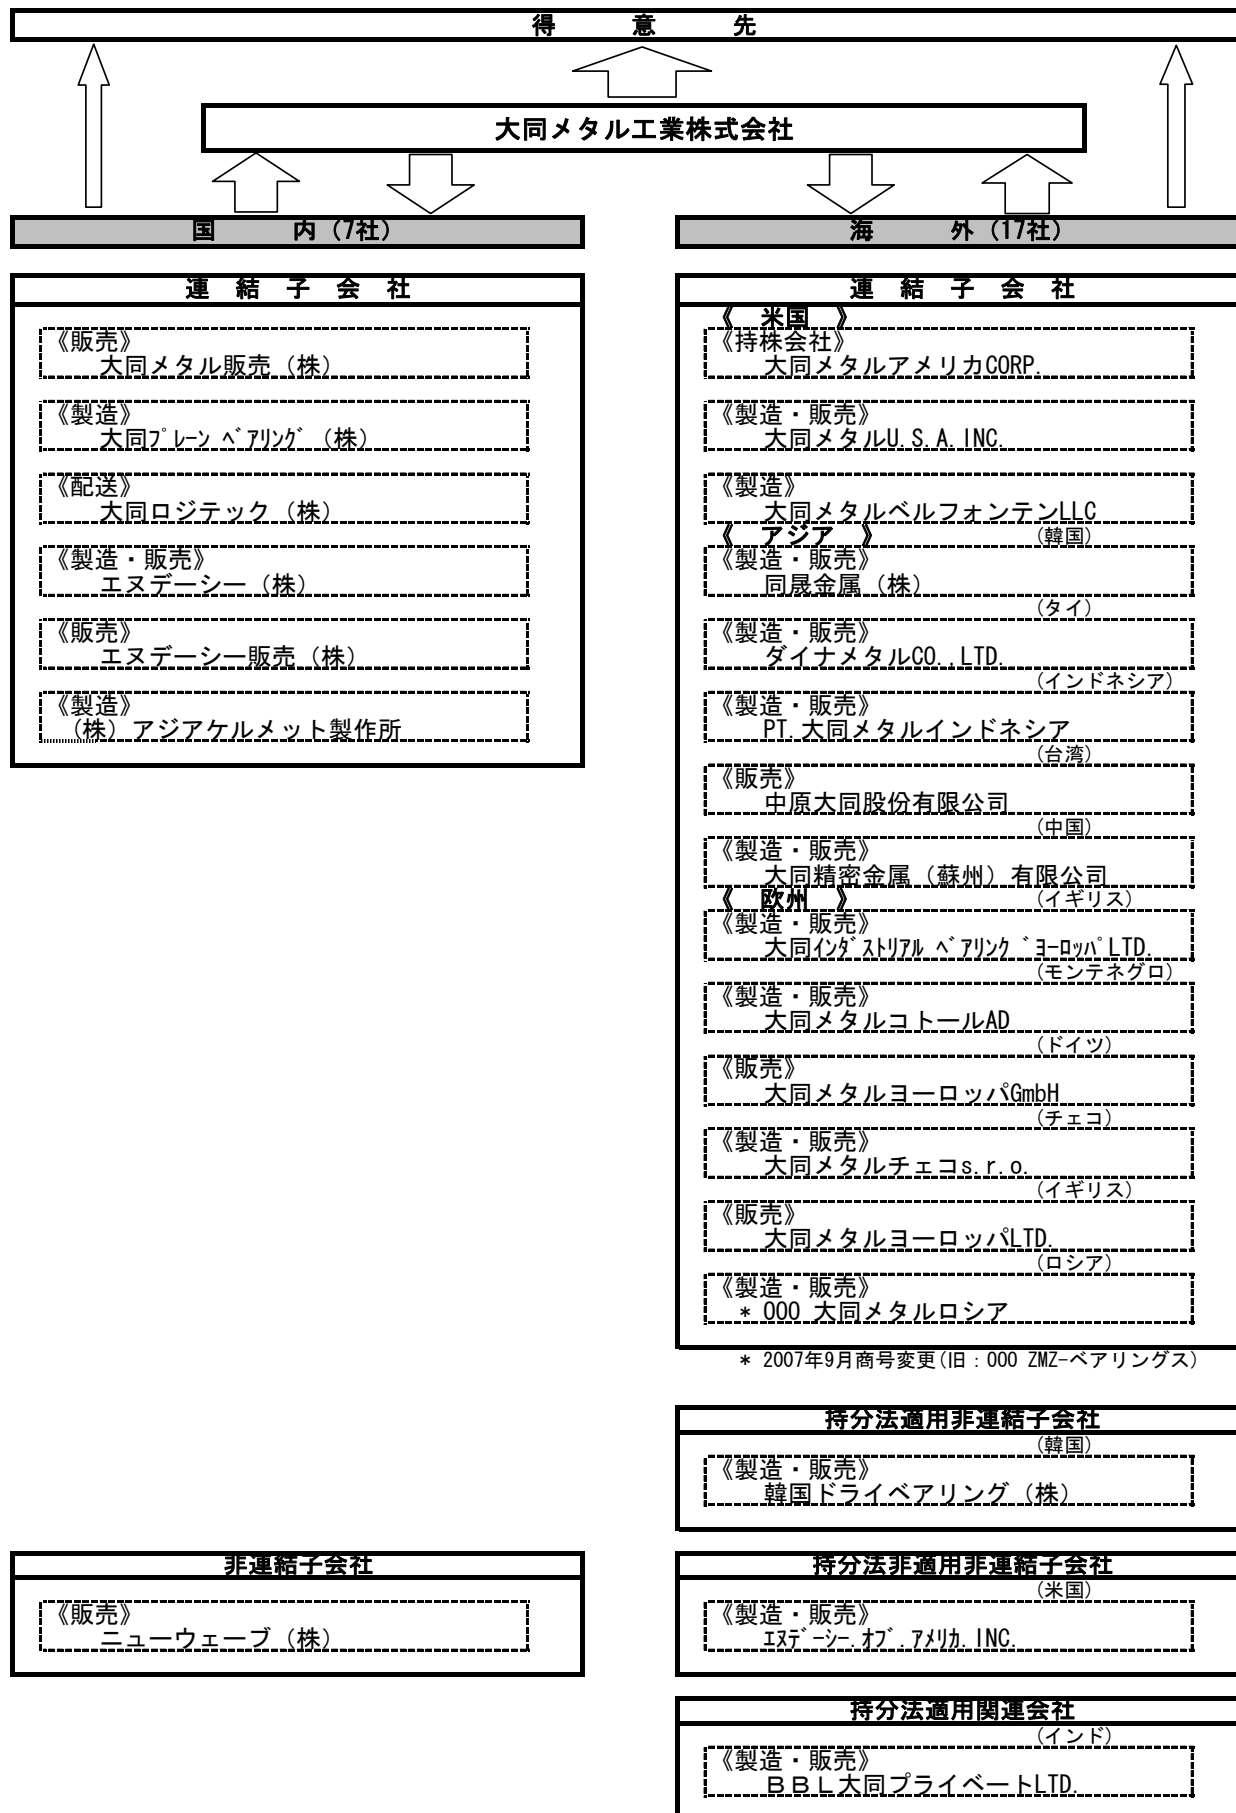 得意先
大同メタル工業株式会社
国内（7社）
連結子会社
《販売》
大同メタル販売（株）
《製造》
大同ﾌﾟﾚｰﾝ ﾍﾞｱﾘﾝｸﾞ（株）
《配送》
大同ロジテック（株）
《製造・販売》
エヌデーシー（株）
《販売》
エヌデーシー販売（株）
《製造》
（株）アジアケルメット製作所
非連結子会社
《販売》
ニューウェーブ（株）
海外（17社）
連結子会社
《 米国 》
《持株会社》
大同メタルアメリカCORP.
《製造・販売》
大同メタルU.S.A.INC.
《製造》
大同メタルベルフォンテンLLC
《 アジア 》 （韓国）
《製造・販売》
同晟金属（株）
（タイ）
《製造・販売》
ダイナメタルCO.,LTD.
（インドネシア）
《製造・販売》
PT.大同メタルインドネシア
（台湾）
《販売》
中原大同股份有限公司
（中国）
《製造・販売》
大同精密金属（蘇州）有限公司
《 欧州 》 （イギリス）
《製造・販売》
大同ｲﾝﾀﾞｽﾄﾘｱﾙ ﾍﾞｱﾘﾝｸﾞﾖｰﾛｯﾊﾟLTD.
（モンテネグロ）
《製造・販売》
大同メタルコトールAD
（ドイツ）
《販売》
大同メタルヨーロッパGmbH
（チェコ）
《製造・販売》
大同メタルチェコs.r.o.
（イギリス）
《販売》
大同メタルヨーロッパLTD.
（ロシア）
《製造・販売》
* OOO 大同メタルロシア
* 2007年9月商号変更(旧：OOO ZMZ-ベアリングス)
持分法適用非連結子会社
（韓国）
《製造・販売》
韓国ドライベアリング（株）
持分法非適用非連結子会社
（米国）
《製造・販売》
ｴﾇﾃﾞｰｼｰ.ｵﾌﾞ.ｱﾒﾘｶ.INC.
持分法適用関連会社
（インド）
《製造・販売》
ＢＢＬ大同プライベートLTD.